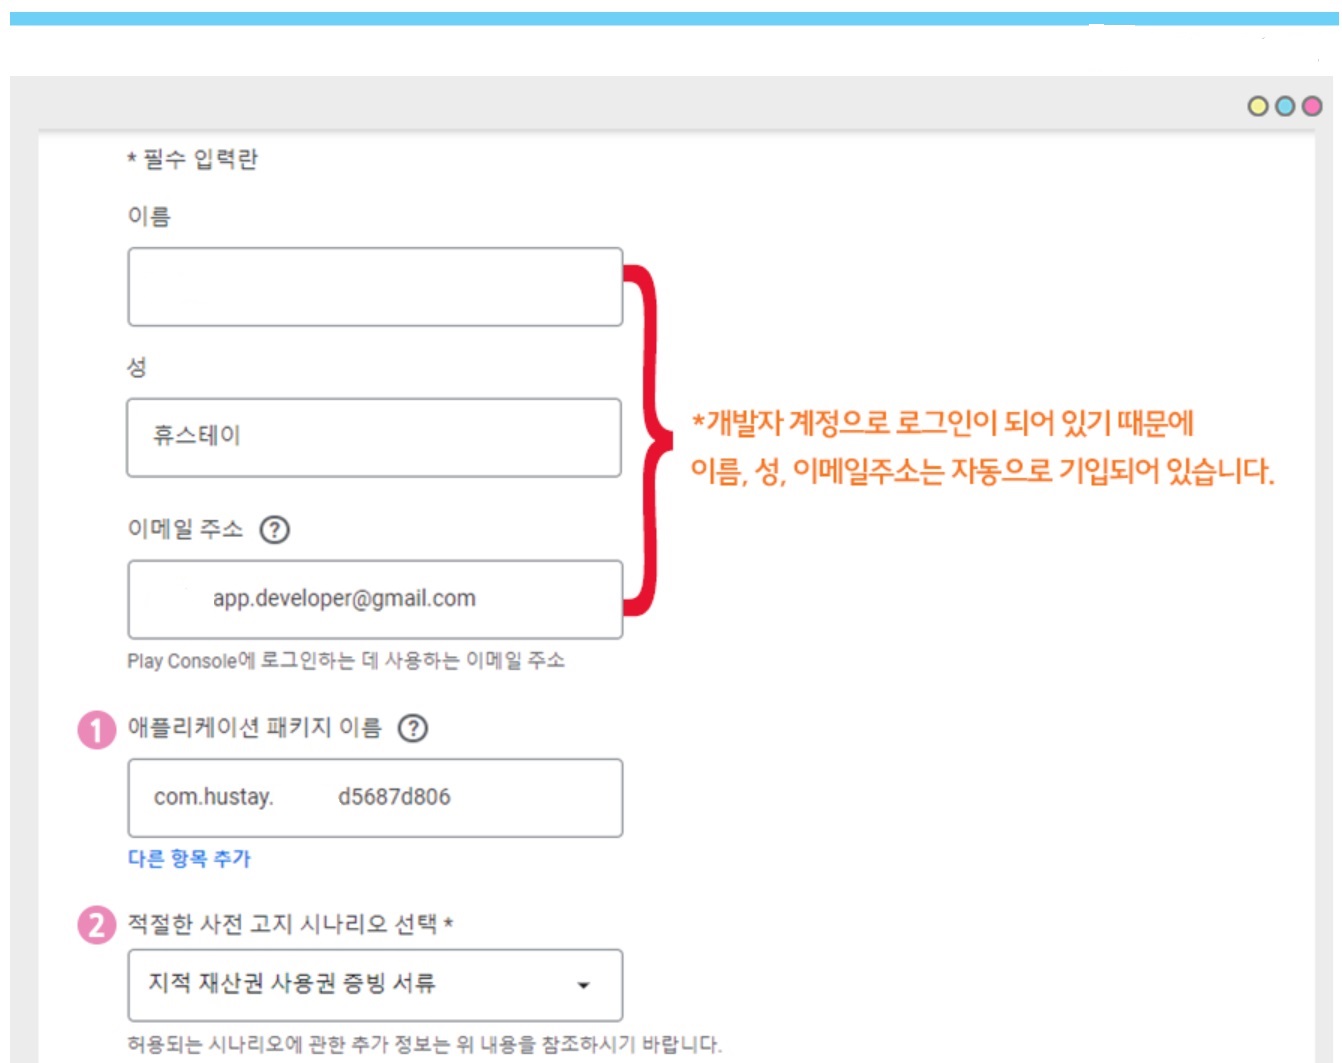 * 필수 입력란
이름
성
휴스테이
*개발자 계정으로 로그인이 되어 있기 때문에
이름, 성, 이메일주소는 자동으로 기입되어 있습니다.
이메일 주소 ?
app.developer@gmail.com
Play Console에 로그인하는 데 사용하는 이메일 주소
1 애플리케이션 패키지 이름 ?
com.hustay. d5687d806
다른 항목 추가
2 적절한 사전 고지 시나리오 선택 *
지적 재산권 사용권 증빙 서류
허용되는 시나리오에 관한 추가 정보는 위 내용을 참조하시기 바랍니다.